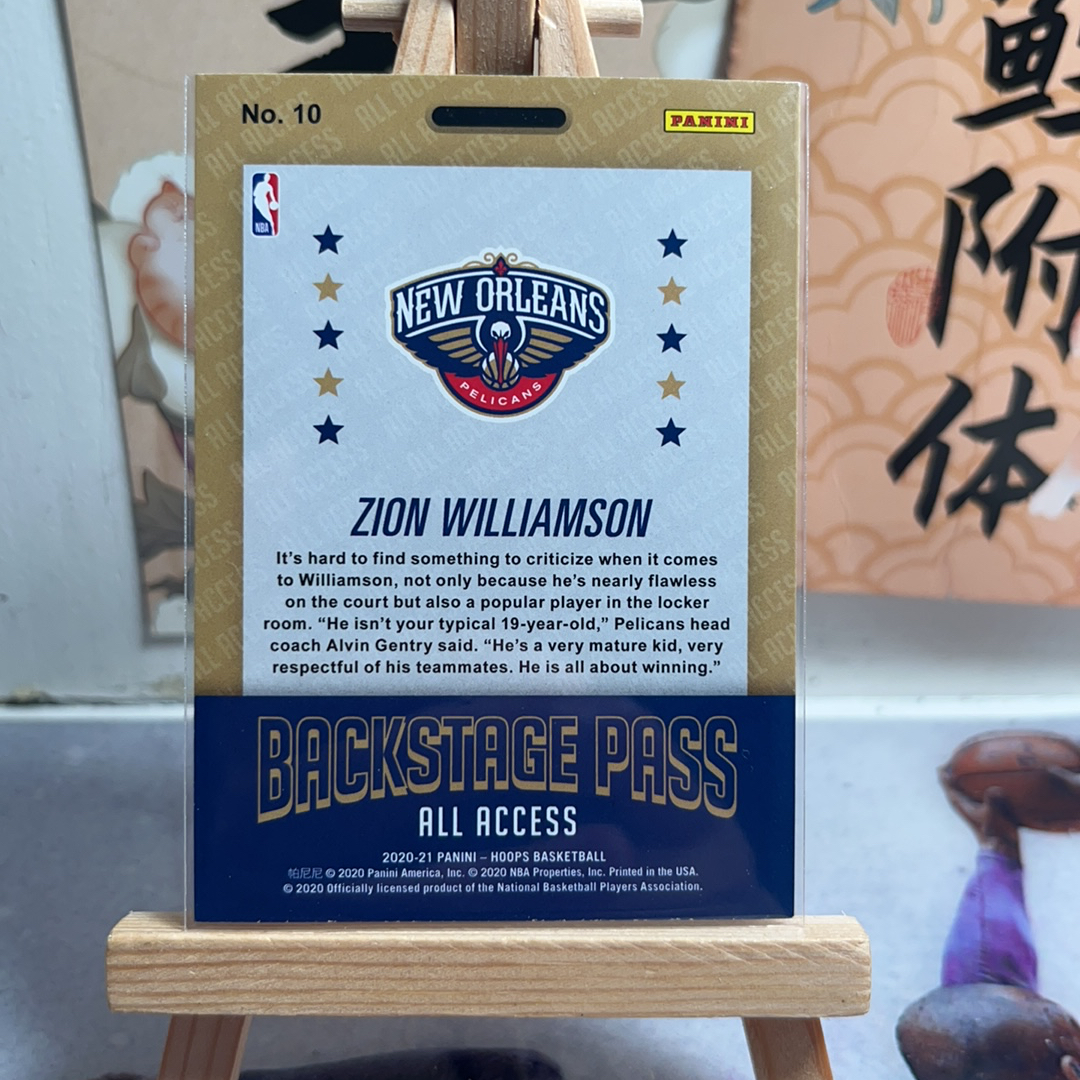 No. 10
PANINI
NBA
NEW ORLEANS
PELICANS
ZION WILLIAMSON
It's hard to find something to criticize when it comes
to Williamson, not only because he's nearly flawless
on the court but also a popular player in the locker
room. “He isn't your typical 19-year-old,” Pelicans head
coach Alvin Gentry said. “He's a very mature kid, very
respectful of his teammates. He is all about winning.”
BACKSTAGE PASS
ALL ACCESS
2020-21 PANINI – HOOPS BASKETBALL
帕尼尼 © 2020 Panini America, Inc. © 2020 NBA Properties, Inc. Printed in the USA.
© 2020 Officially licensed product of the National Basketball Players Association.
附
体